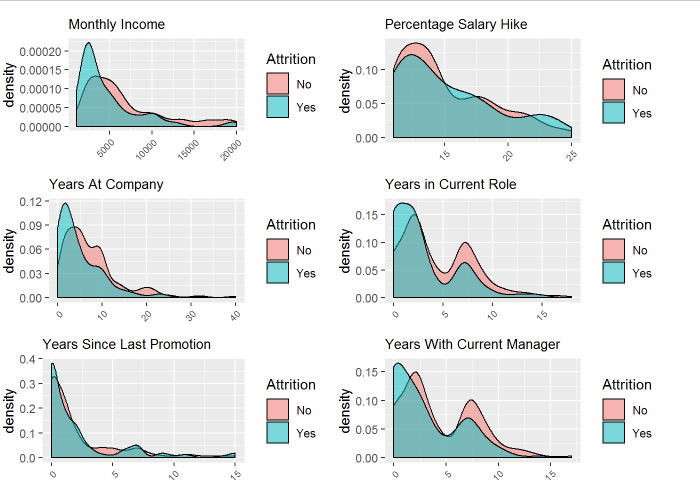 Monthly Income
density
0.00020
0.00015
0.00010
0.00005
0.00000
5000
10000
15000
20000
Attrition
No
Yes
Percentage Salary Hike
density
0.10
0.05
0.00
15
20
25
Attrition
No
Yes
Years At Company
density
0.12
0.09
0.06
0.03
0.00
0
10
20
30
40
Attrition
No
Yes
Years in Current Role
density
0.15
0.10
0.05
0.00
0
5
10
15
Attrition
No
Yes
Years Since Last Promotion
density
0.4
0.3
0.2
0.1
0.0
0
5
10
15
Attrition
No
Yes
Years With Current Manager
density
0.15
0.10
0.05
0.00
0
5
10
15
Attrition
No
Yes